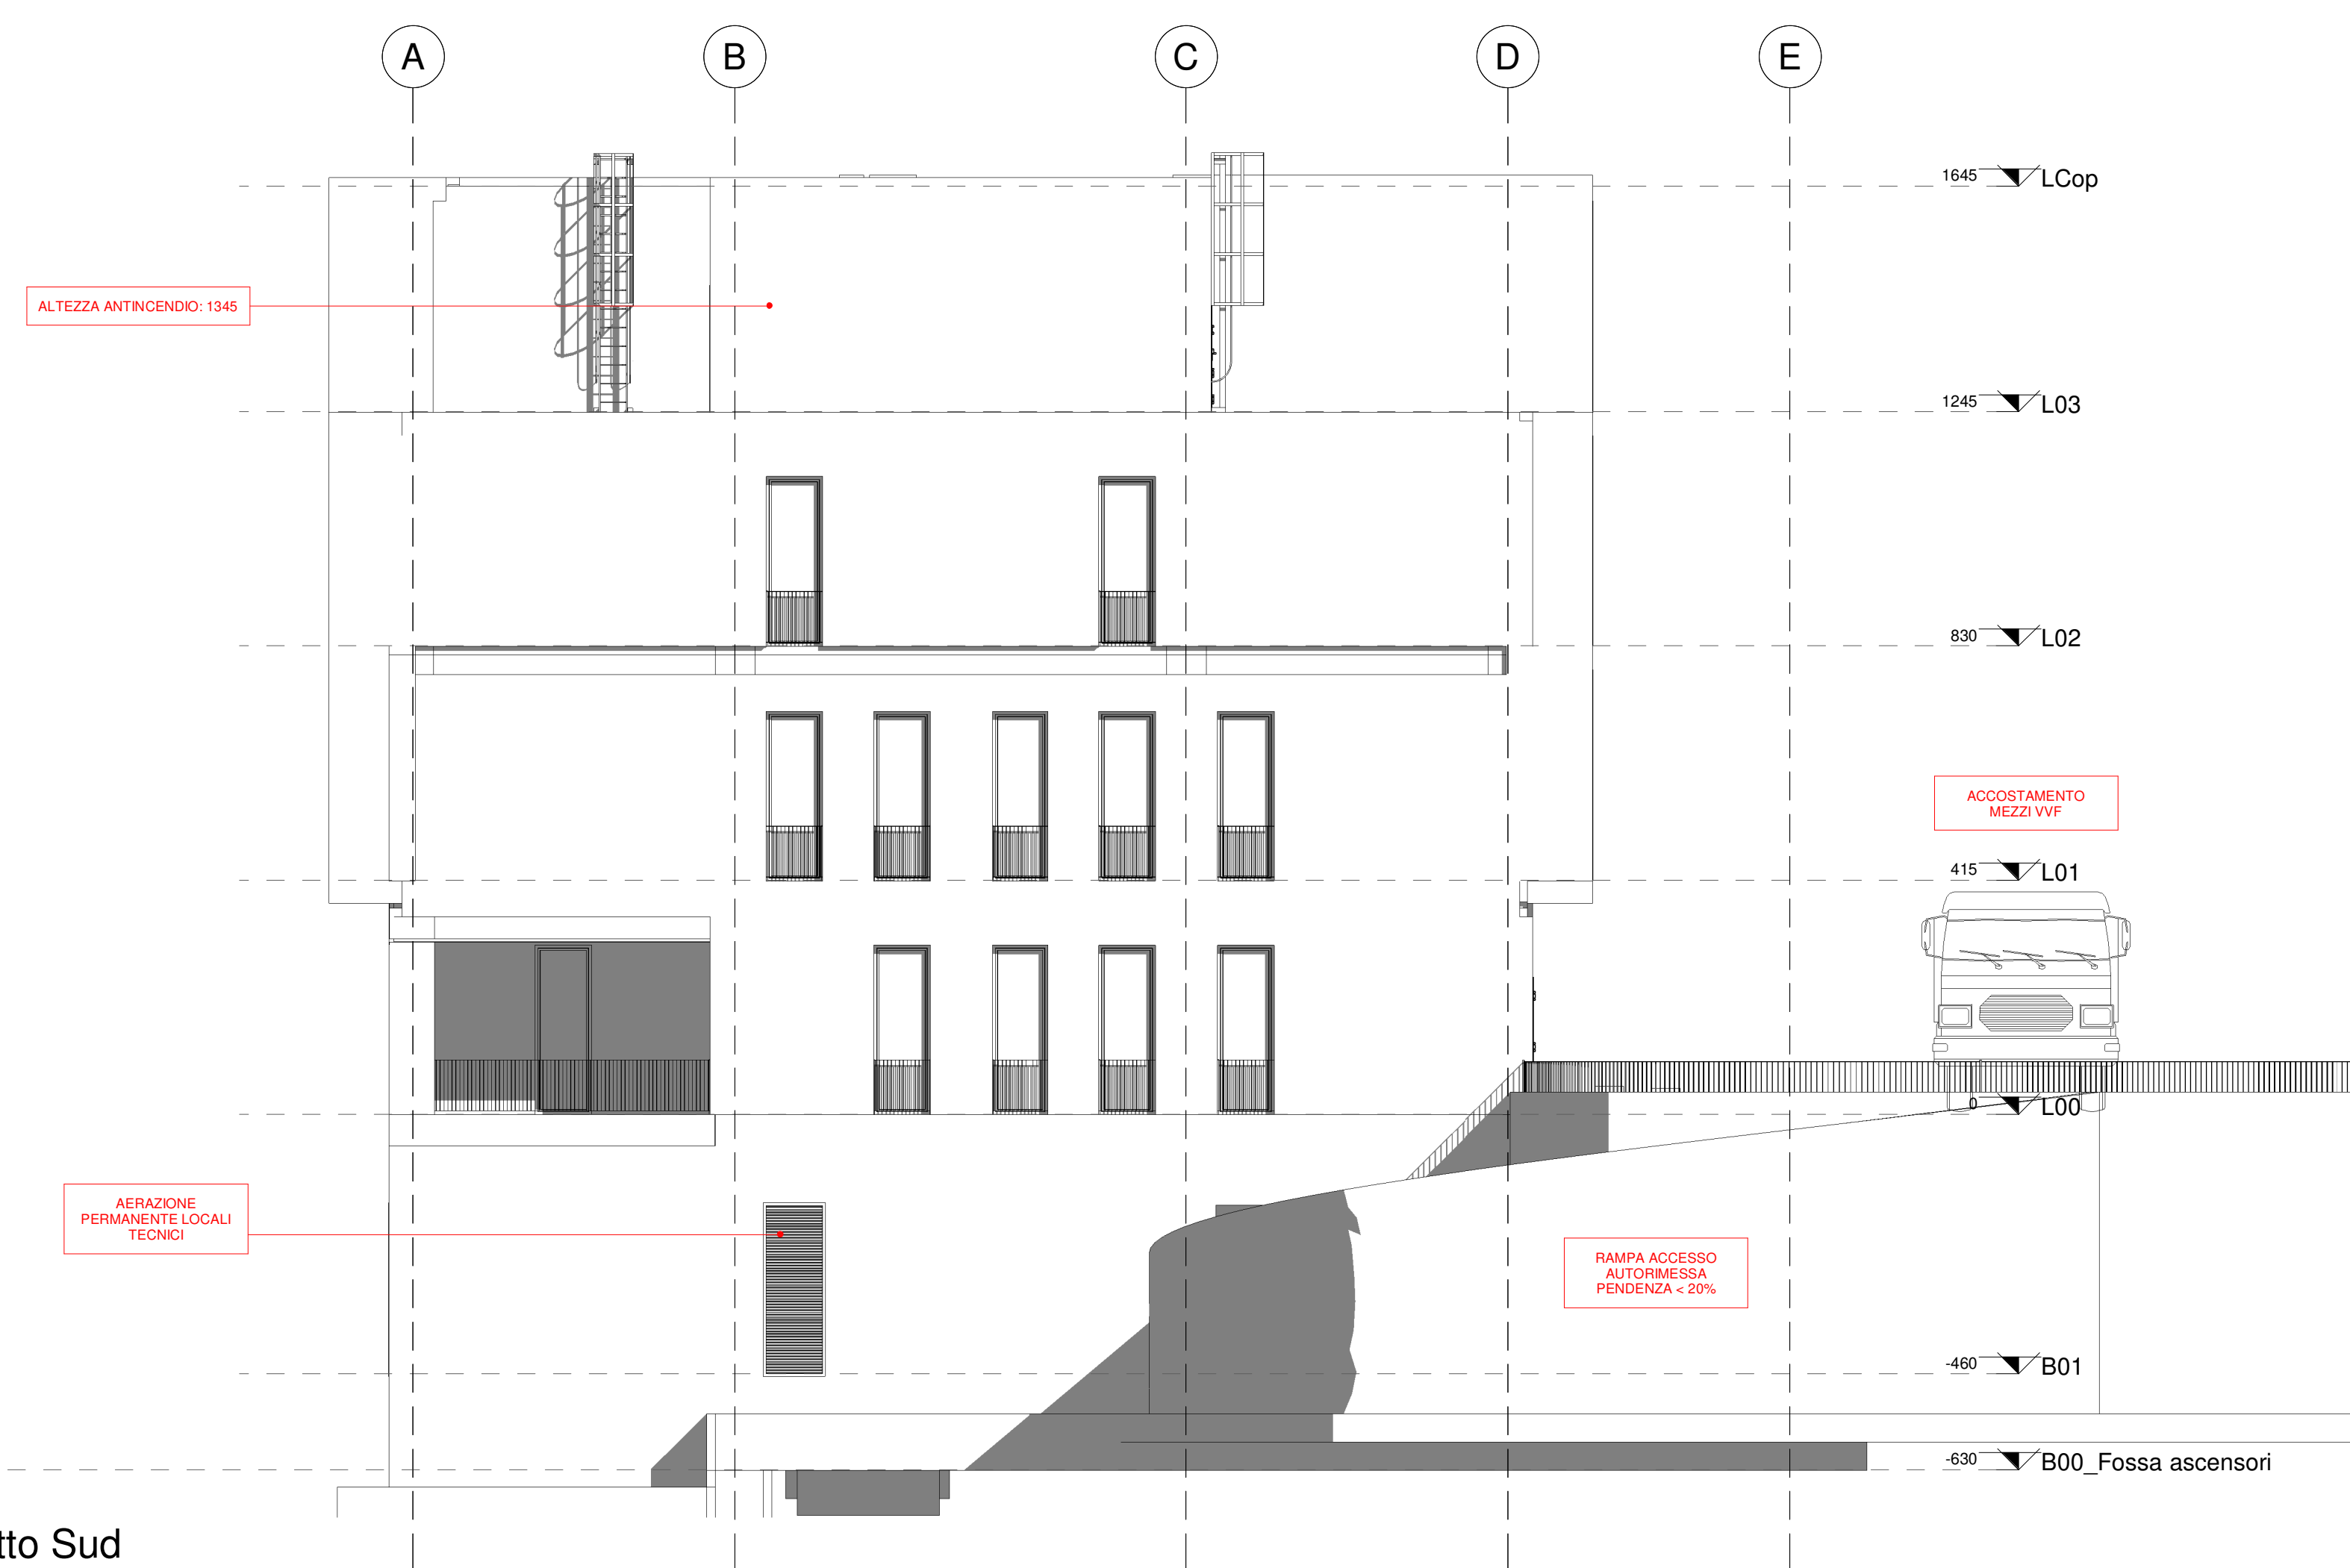 A
B
C
D
E
1645 LCop
ALTEZZA ANTINCENDIO: 1345
1245 L03
830 L02
ACCOSTAMENTO
MEZZI VVF
415 L01
0 L00
AERAZIONE
PERMANENTE LOCALI
TECNICI
RAMPA ACCESSO
AUTORIMESSA
PENDENZA < 20%
-460 B01
-630 B00_Fossa ascensori
tto Sud